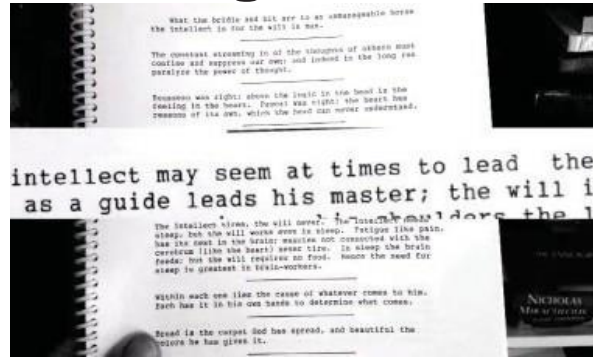 What the bridle and bit are to an unmanageable horse
the intellect is for the will in man.
The constant streaming in of the thoughts of others must
confine and suppress our own; and indeed in the long run
paralyze the power of thought.
Rousseau was right: above the logic in the head is the
feeling in the heart. Pascal was right: the heart has
reasons of its own, which the head can never understand.
intellect may seem at times to lead the
as a guide leads his master; the will i
shoulders the
The intellect tires, the will never. The intellect
sleep, but the will works even in sleep. Fatigue like pain,
has its seat in the brain; muscles not connected with the
cerebrum (like the heart) never tire. In sleep the brain
feeds; but the will requires no food. Hence the need for
sleep is greatest in brain-workers.
Within each one lies the cause of whatever comes to him.
Each has it in his own hands to determine what comes.
Bread is the carpet God has spread, and beautiful the
colors he has given it.
NICHOLAS